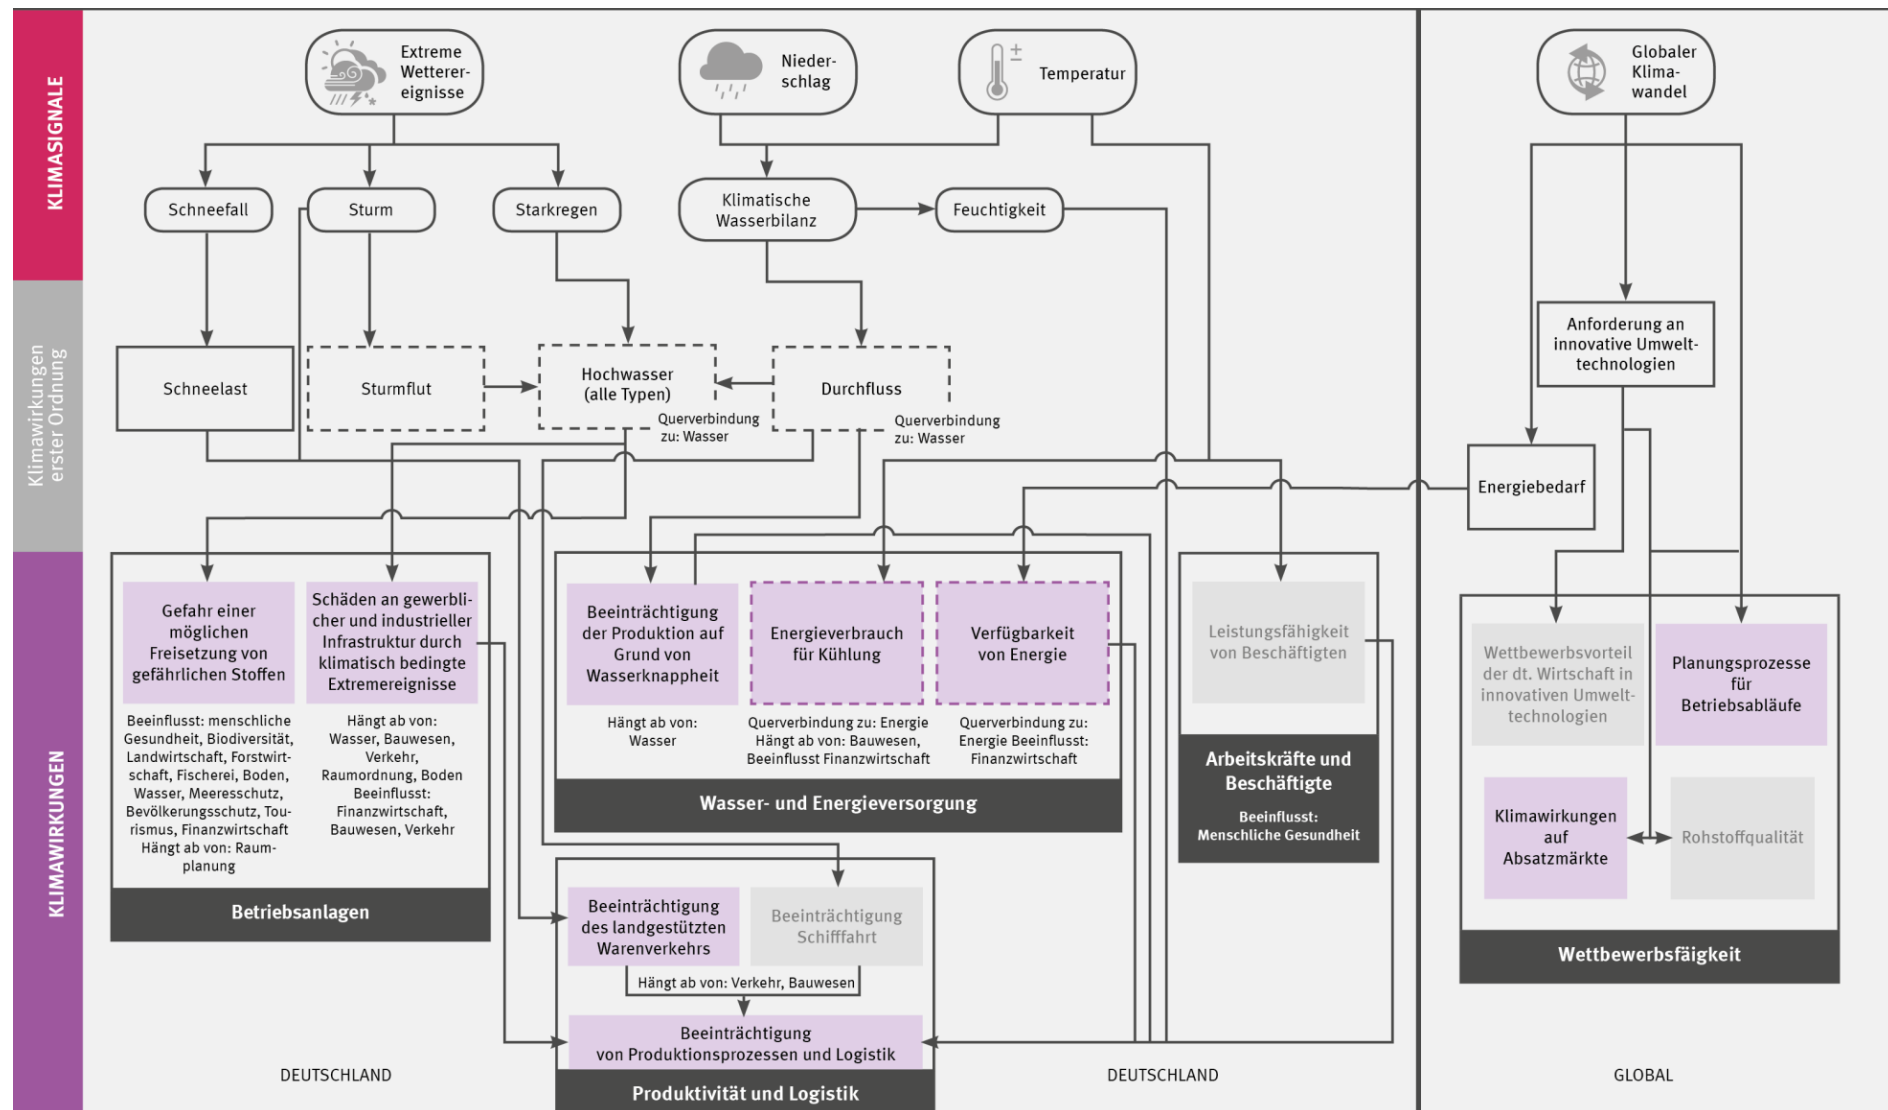 KLIMASIGNALE
Extreme
Wetterer-
eignisse
Nieder-
schlag
Temperatur
Globaler
Klima-
wandel
Schneefall
Sturm
Starkregen
Klimatische
Wasserbilanz
Feuchtigkeit
Klimawirkungen
erster Ordnung
Schneelast
Sturmflut
Hochwasser
(alle Typen)
Querverbindung
zu: Wasser
Durchfluss
Querverbindung
zu: Wasser
Anforderung an
innovative Umwelt-
technologien
Energiebedarf
KLIMAWIRKUNGEN
Gefahr einer
möglichen
Freisetzung von
gefährlichen Stoffen
Beeinflusst: menschliche
Gesundheit, Biodiversität,
Landwirtschaft, Forstwirt-
schaft, Fischerei, Boden,
Wasser, Meeresschutz,
Bevölkerungsschutz, Tou-
rismus, Finanzwirtschaft
Hängt ab von: Raum-
planung
Schäden an gewerbli-
cher und industrieller
Infrastruktur durch
klimatisch bedingte
Extremereignisse
Hängt ab von:
Wasser, Bauwesen,
Verkehr,
Raumordnung, Boden
Beeinflusst:
Finanzwirtschaft,
Bauwesen, Verkehr
Betriebsanlagen
Beeinträchtigung
der Produktion auf
Grund von
Wasserknappheit
Hängt ab von:
Wasser
Energieverbrauch
für Kühlung
Querverbindung zu: Energie
Hängt ab von: Bauwesen,
Beeinflusst Finanzwirtschaft
Verfügbarkeit
von Energie
Querverbindung zu:
Energie Beeinflusst:
Finanzwirtschaft
Wasser- und Energieversorgung
Leistungsfähigkeit
von Beschäftigten
Arbeitskräfte und
Beschäftigte
Beeinflusst:
Menschliche Gesundheit
Wettbewerbsvorteil
der dt. Wirtschaft in
innovativen Umwelt-
technologien
Planungsprozesse
für
Betriebsabläufe
Klimawirkungen
auf
Absatzmärkte
Rohstoffqualität
Wettbewerbsfäigkeit
Beeinträchtigung
des landgestützten
Warenverkehrs
Beeinträchtigung
Schifffahrt
Hängt ab von: Verkehr, Bauwesen
Beeinträchtigung
von Produktionsprozessen und Logistik
Produktivität und Logistik
DEUTSCHLAND
DEUTSCHLAND
GLOBAL